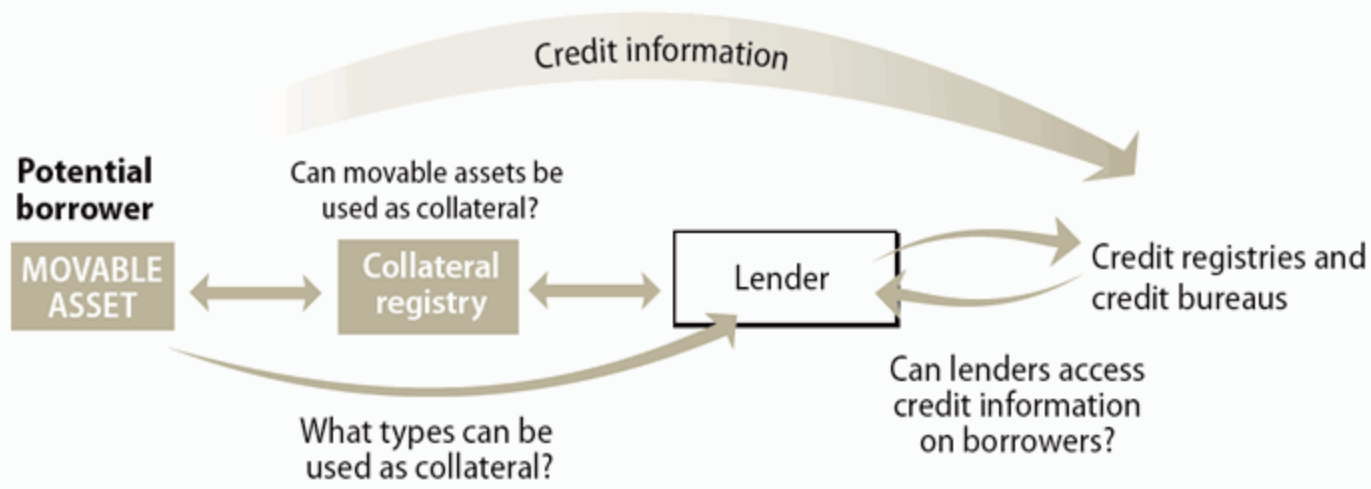 Credit information
Potential
borrower
MOVABLE
ASSET
Can movable assets be
used as collateral?
Collateral
registry
What types can be
used as collateral?
Lender
Credit registries and
credit bureaus
Can lenders access
credit information
on borrowers?